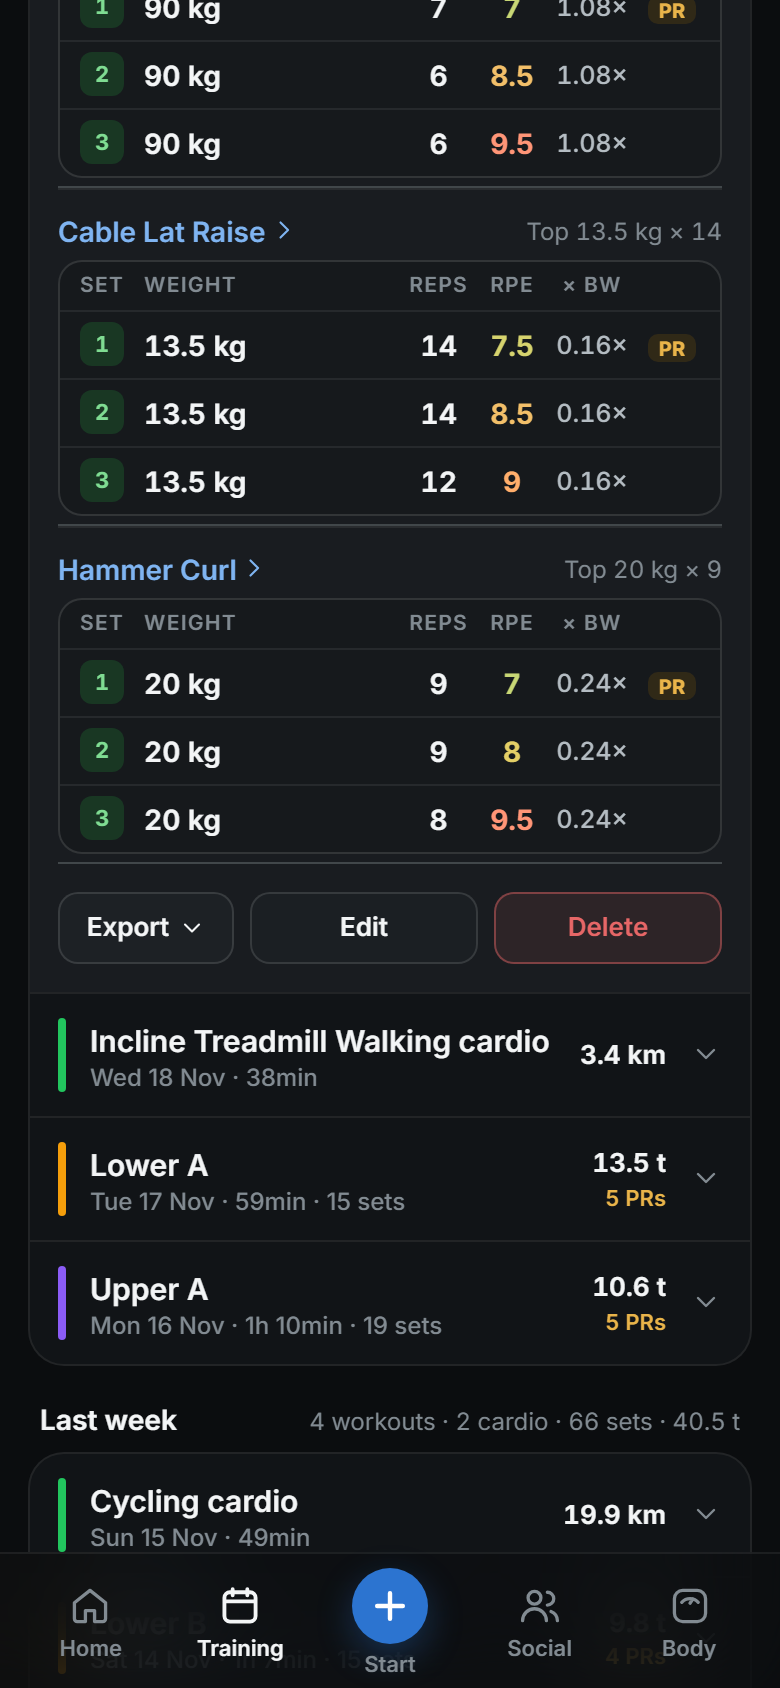 1 90 kg 7 7 1.08× PR
2 90 kg 6 8.5 1.08×
3 90 kg 6 9.5 1.08×
Cable Lat Raise Top 13.5 kg × 14
SET WEIGHT REPS RPE × BW
1 13.5 kg 14 7.5 0.16× PR
2 13.5 kg 14 8.5 0.16×
3 13.5 kg 12 9 0.16×
Hammer Curl Top 20 kg × 9
SET WEIGHT REPS RPE × BW
1 20 kg 9 7 0.24× PR
2 20 kg 9 8 0.24×
3 20 kg 8 9.5 0.24×
Export Edit Delete
Incline Treadmill Walking cardio 3.4 km
Wed 18 Nov · 38min
Lower A 13.5 t
Tue 17 Nov · 59min · 15 sets 5 PRs
Upper A 10.6 t
Mon 16 Nov · 1h 10min · 19 sets 5 PRs
Last week 4 workouts · 2 cardio · 66 sets · 40.5 t
Cycling cardio 19.9 km
Sun 15 Nov · 49min
Lower B 9.8 t
Sat 14 Nov 4 PRs
Home Training Start Social Body